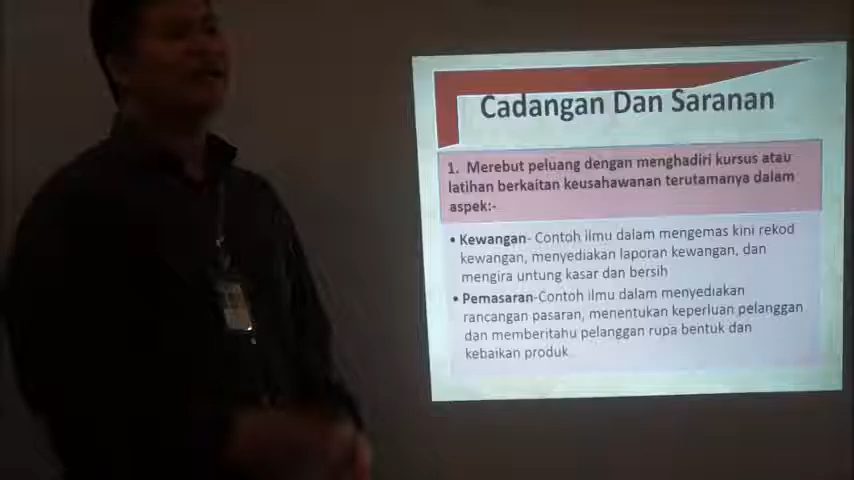 Cadangan Dan Saranan
1. Merebut peluang dengan menghadiri kursus atau
latihan berkaitan keusahawanan terutamanya dalam
aspek:-
• Kewangan- Contoh ilmu dalam mengemas kini rekod
kewangan, menyediakan laporan kewangan, dan
mengira untung kasar dan bersih
• Pemasaran-Contoh ilmu dalam menyediakan
rancangan pasaran, menentukan keperluan pelanggan
dan memberitahu pelanggan rupa bentuk dan
kebaikan produk